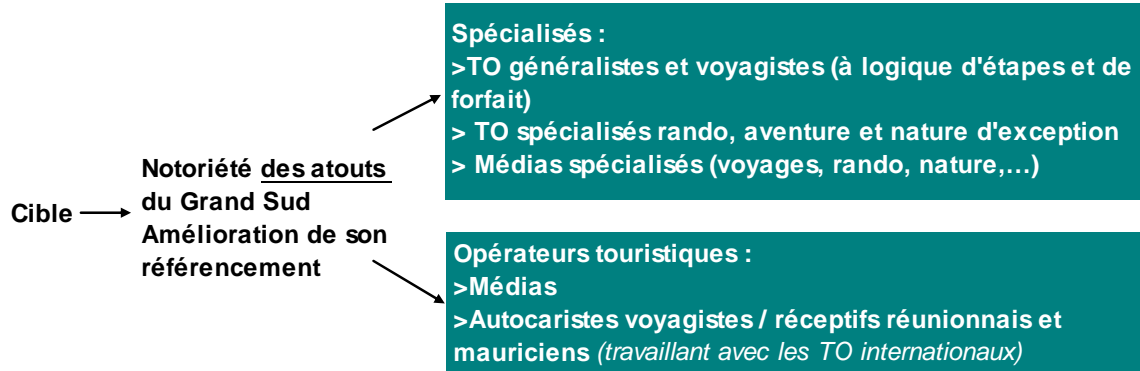 Cible
Notoriété des atouts
du Grand Sud
Amélioration de son
référencement
Spécialisés :
>TO généralistes et voyagistes (à logique d'étapes et de
forfait)
> TO spécialisés rando, aventure et nature d'exception
> Médias spécialisés (voyages, rando, nature,…)
Opérateurs touristiques :
>Médias
>Autocaristes voyagistes / réceptifs réunionnais et
mauriciens (travaillant avec les TO internationaux)